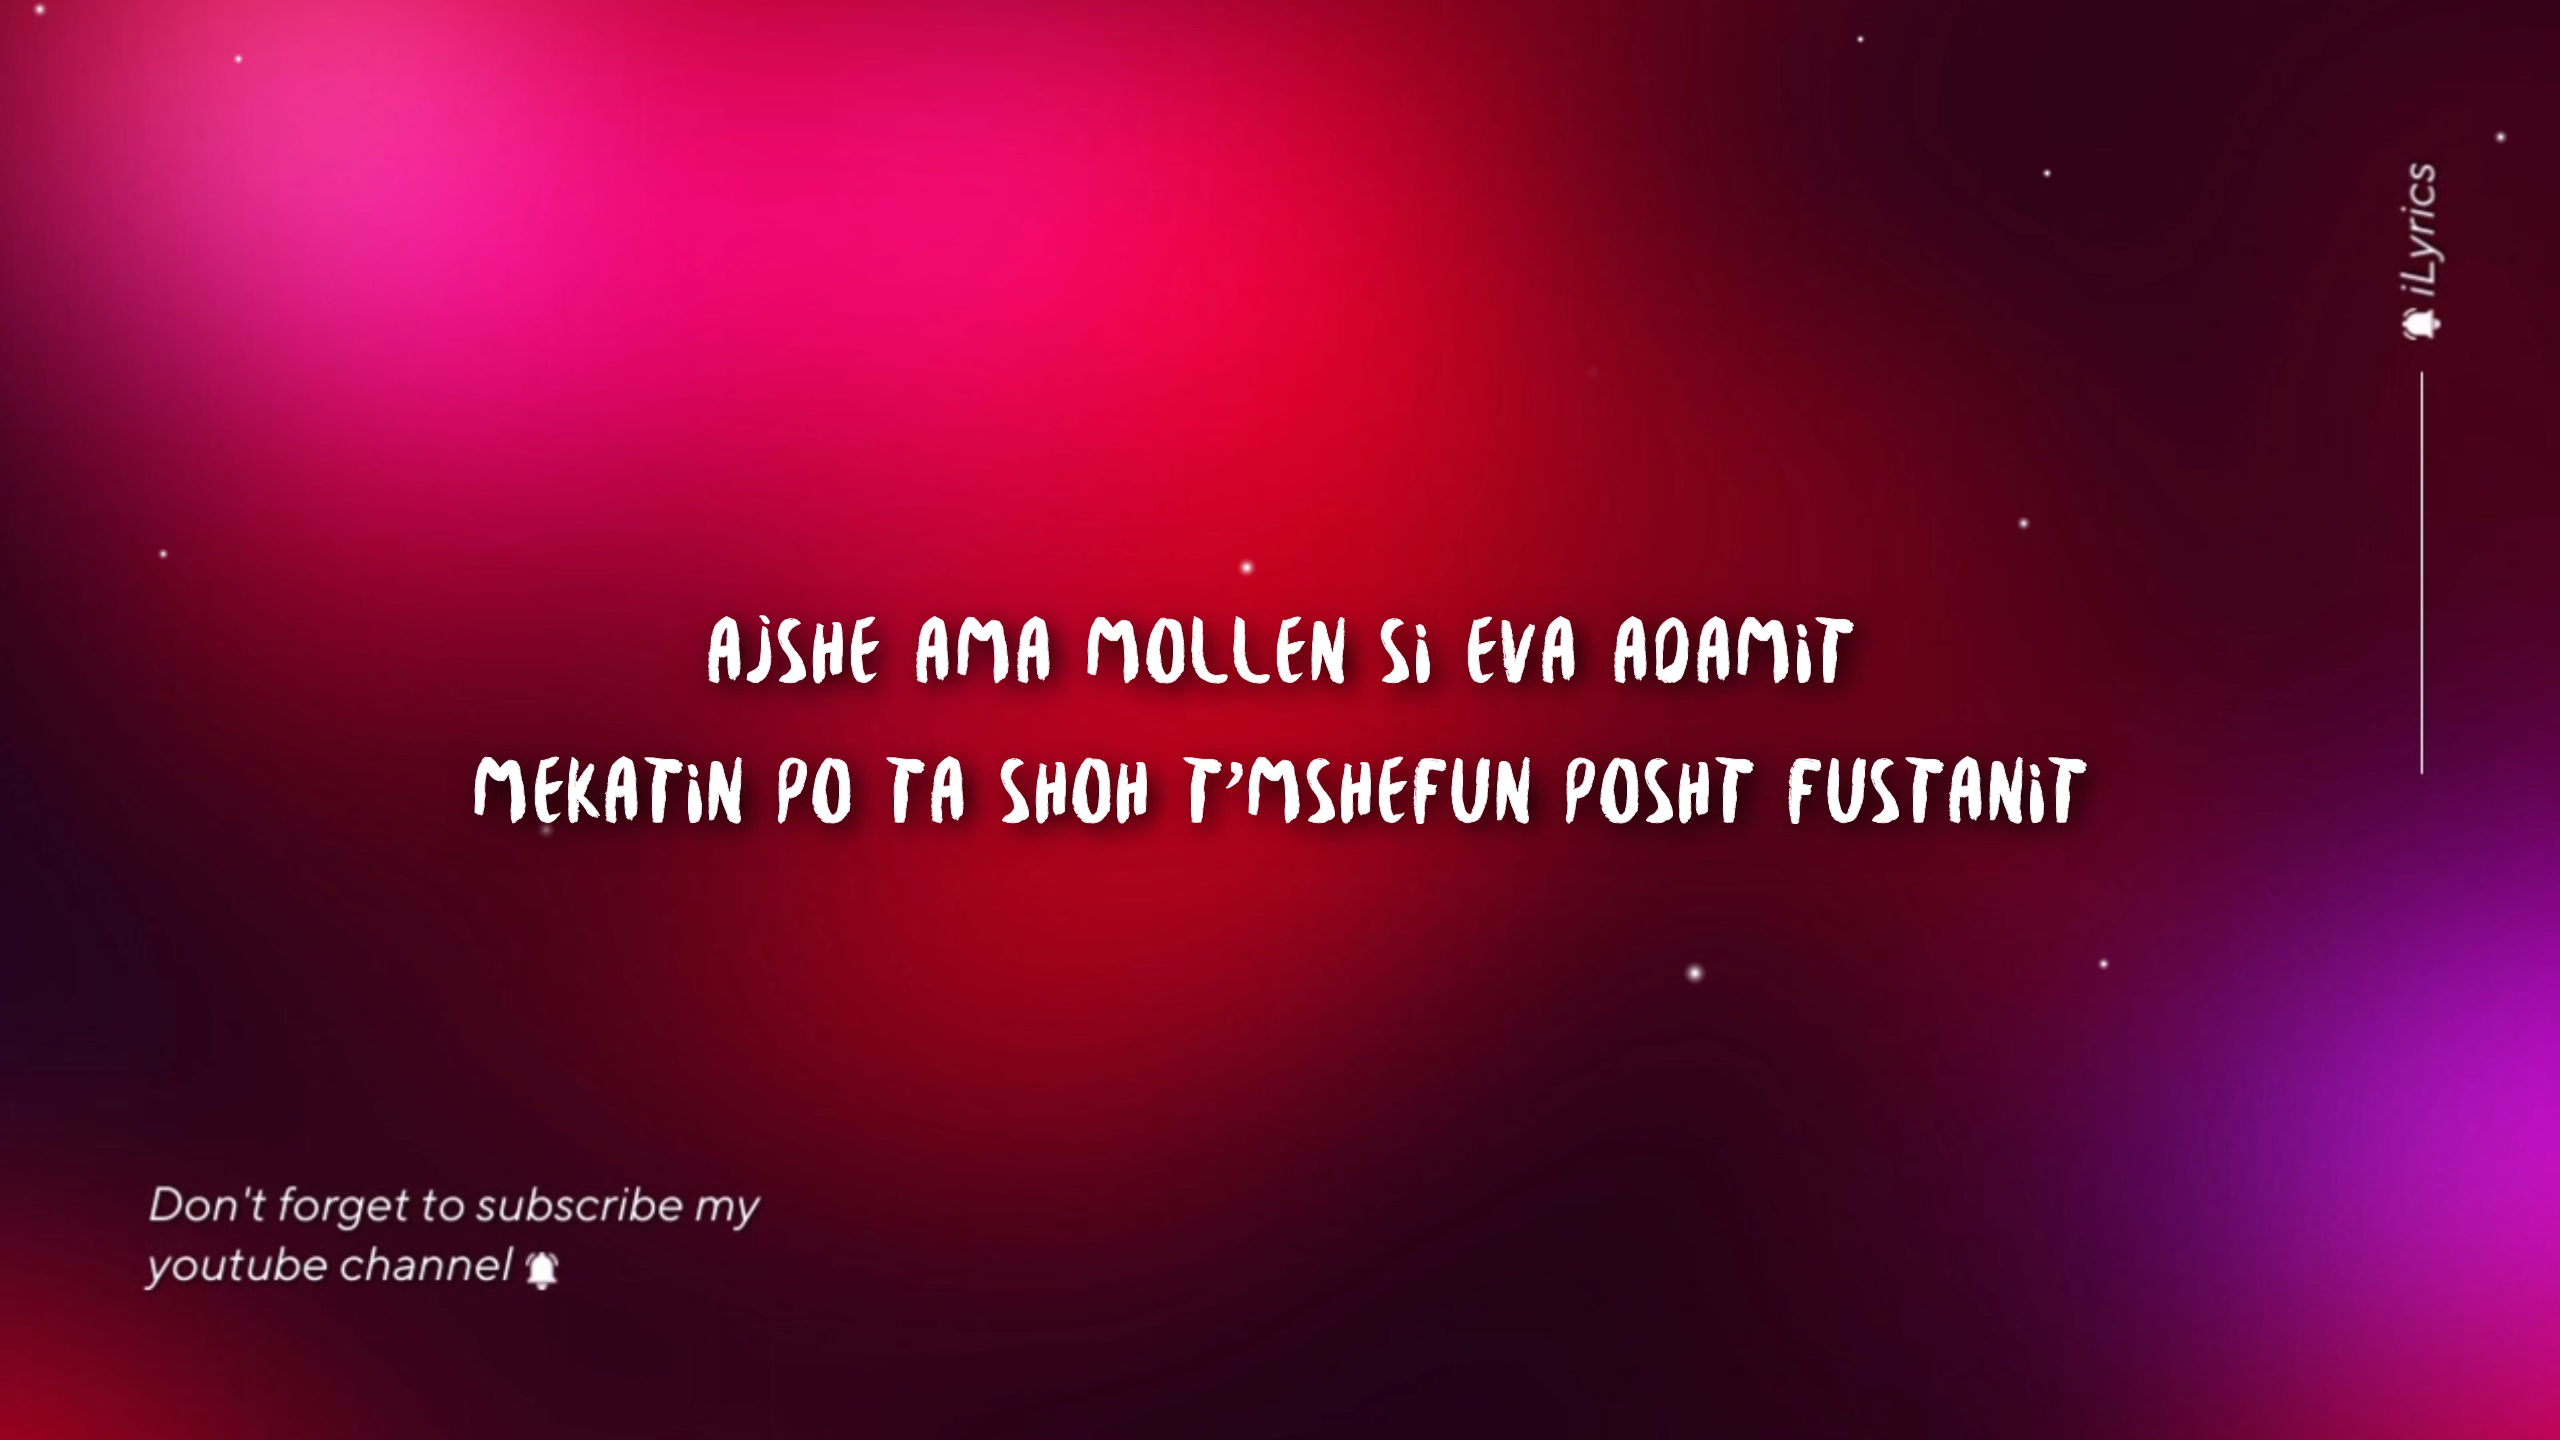 iLyrics
AJSHE AMA MOLLEN Si EVA ADAMiT
MEKATiN PO TA SHOH T'MSHEFUN POSHT FUSTANiT
Don't forget to subscribe my
youtube channel